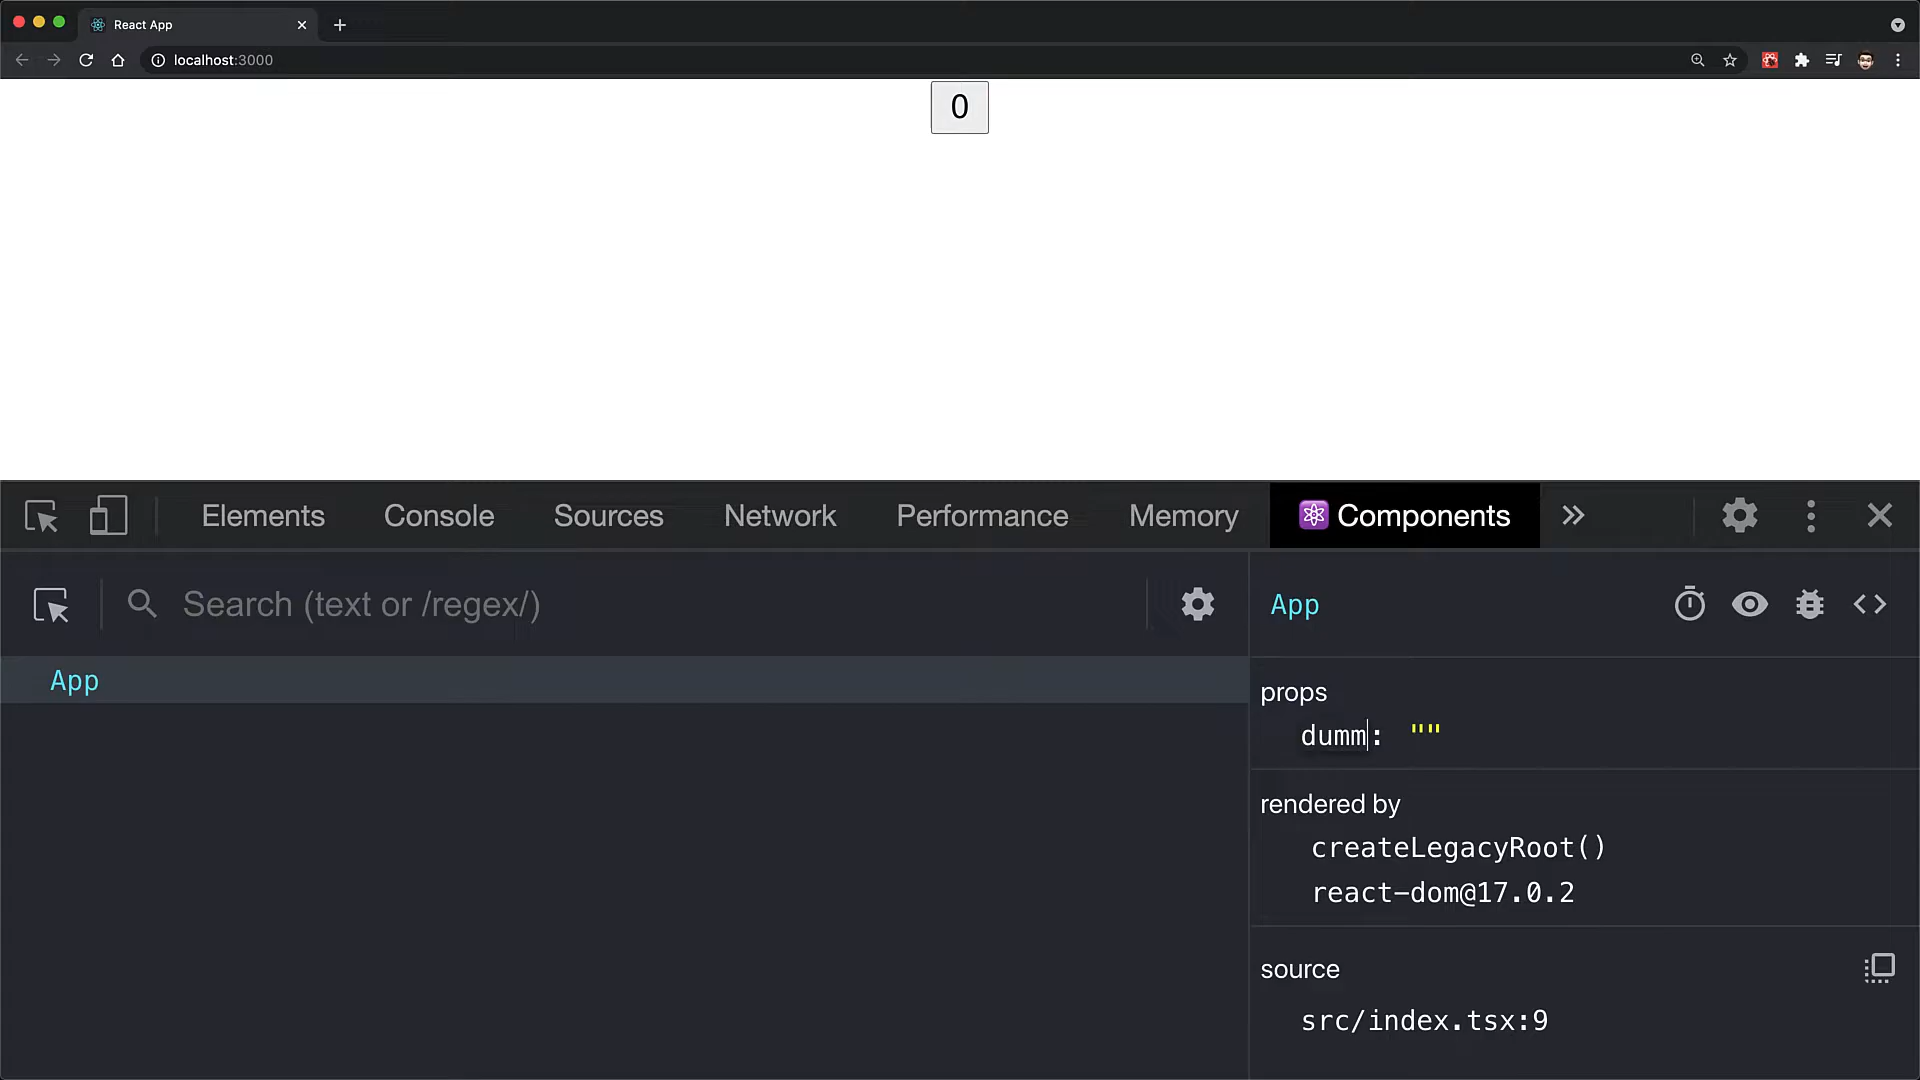 React App
localhost:3000
0
Elements Console Sources Network Performance Memory Components
Search (text or /regex/)
App
App
props
dumm: ""
rendered by
createLegacyRoot()
react-dom@17.0.2
source
src/index.tsx:9